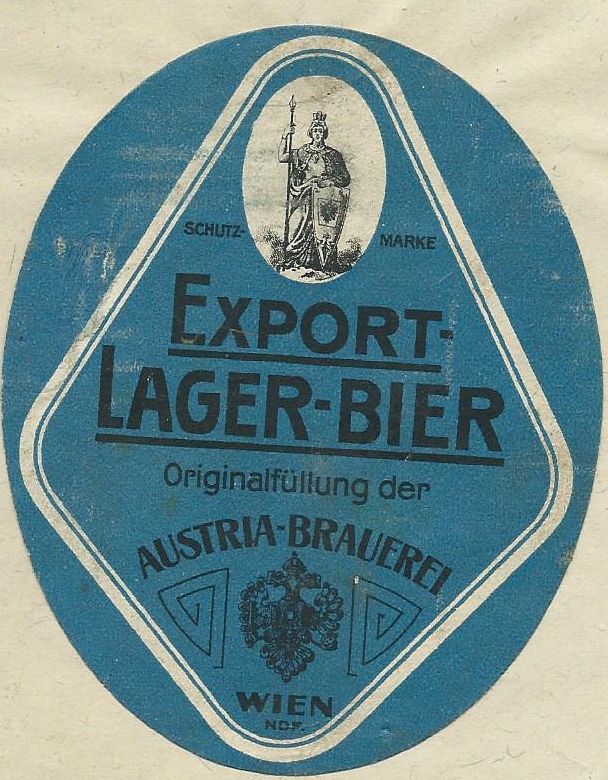 SCHUTZ- MARKE
EXPORT-
LAGER-BIER
Originalfüllung der
AUSTRIA-BRAUEREI
WIEN
NDF.